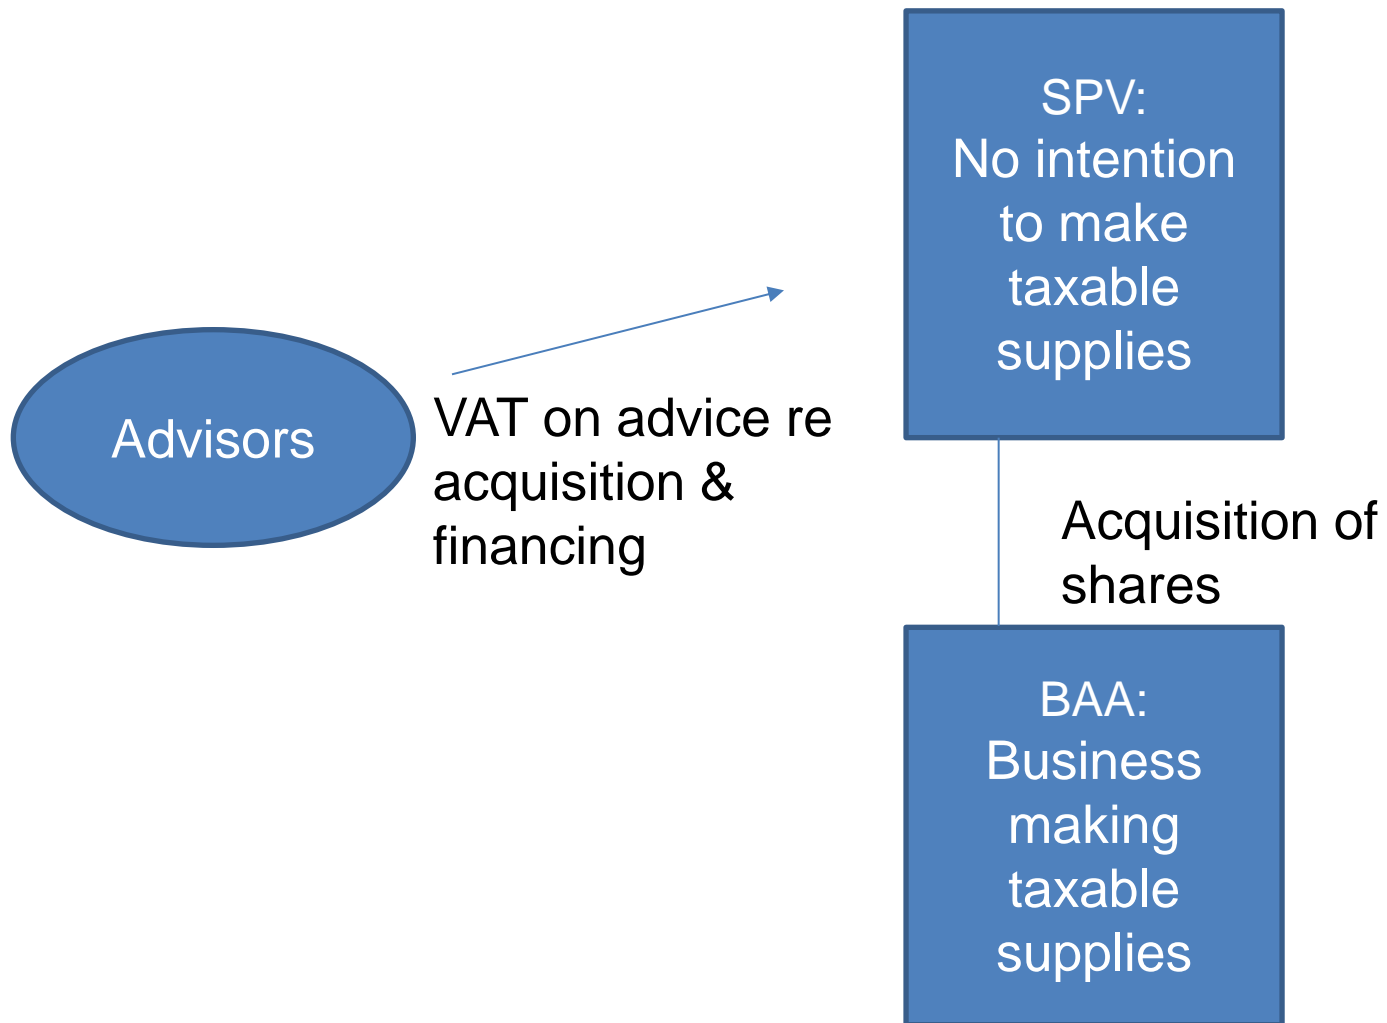 SPV:
No intention
to make
taxable
supplies
Advisors
VAT on advice re
acquisition &
financing
Acquisition of
shares
BAA:
Business
making
taxable
supplies